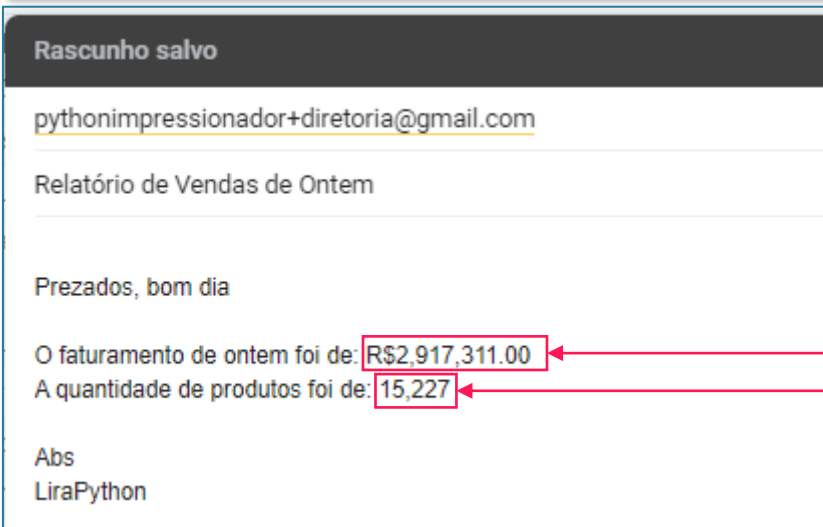 Rascunho salvo
pythonimpressionador+diretoria@gmail.com
Relatório de Vendas de Ontem
Prezados, bom dia
O faturamento de ontem foi de: R$2,917,311.00
A quantidade de produtos foi de: 15,227
Abs
LiraPython